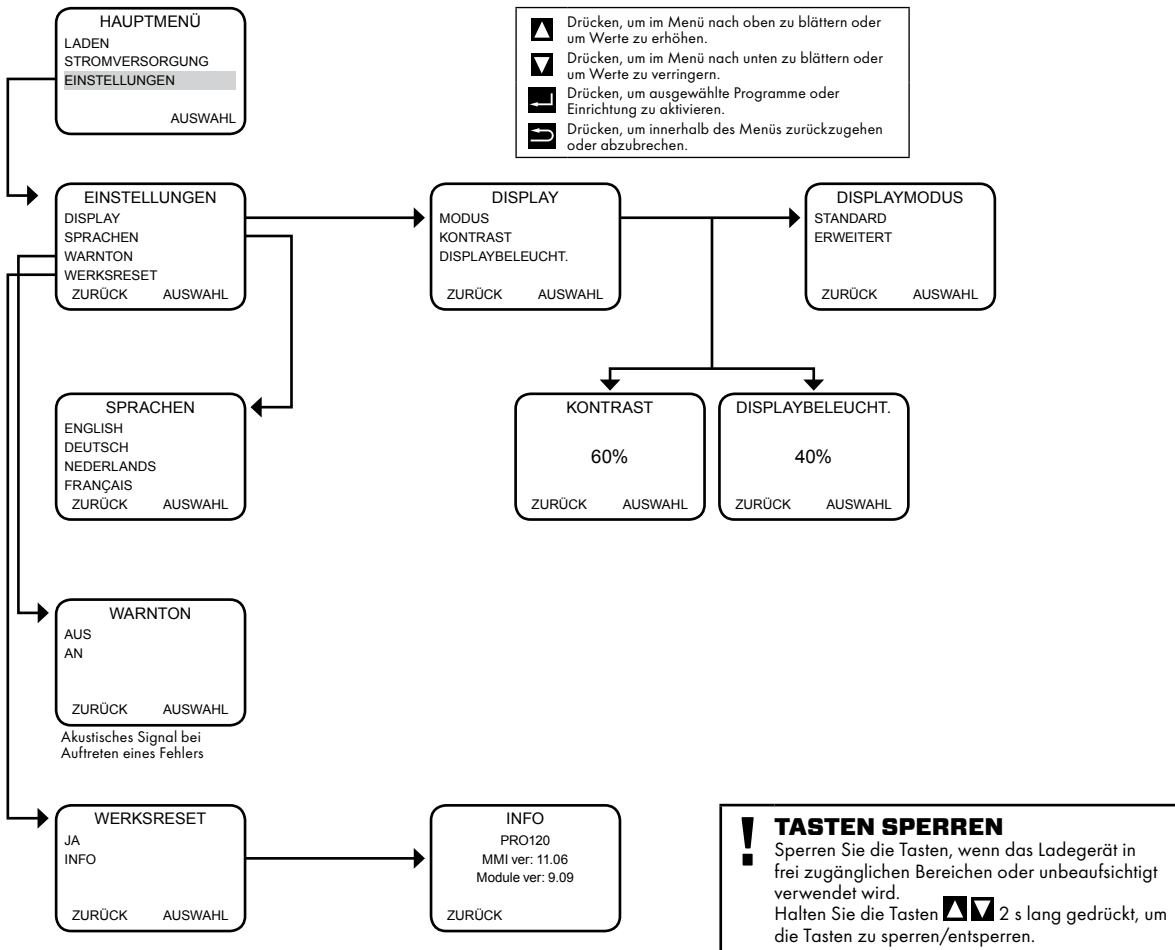 HAUPTMENÜ
LADEN
STROMVERSORGUNG
EINSTELLUNGEN
AUSWAHL
Drücken, um im Menü nach oben zu blättern oder
um Werte zu erhöhen.
Drücken, um im Menü nach unten zu blättern oder
um Werte zu verringern.
Drücken, um ausgewählte Programme oder
Einrichtung zu aktivieren.
Drücken, um innerhalb des Menüs zurückzugehen
oder abzubrechen.
EINSTELLUNGEN
DISPLAY
SPRACHEN
WARNTON
WERKSRESET
ZURÜCK AUSWAHL
DISPLAY
MODUS
KONTRAST
DISPLAYBELEUCHT.
ZURÜCK AUSWAHL
DISPLAYMODUS
STANDARD
ERWEITERT
ZURÜCK AUSWAHL
SPRACHEN
ENGLISH
DEUTSCH
NEDERLANDS
FRANÇAIS
ZURÜCK AUSWAHL
KONTRAST
60%
ZURÜCK AUSWAHL
DISPLAYBELEUCHT.
40%
ZURÜCK AUSWAHL
WARNTON
AUS
AN
ZURÜCK AUSWAHL
Akustisches Signal bei
Auftreten eines Fehlers
WERKSRESET
JA
INFO
ZURÜCK AUSWAHL
INFO
PRO120
MMI ver: 11.06
Module ver: 9.09
ZURÜCK
! TASTEN SPERREN
Sperren Sie die Tasten, wenn das Ladegerät in
frei zugänglichen Bereichen oder unbeaufsichtigt
verwendet wird.
Halten Sie die Tasten 2 s lang gedrückt, um
die Tasten zu sperren/entsperren.